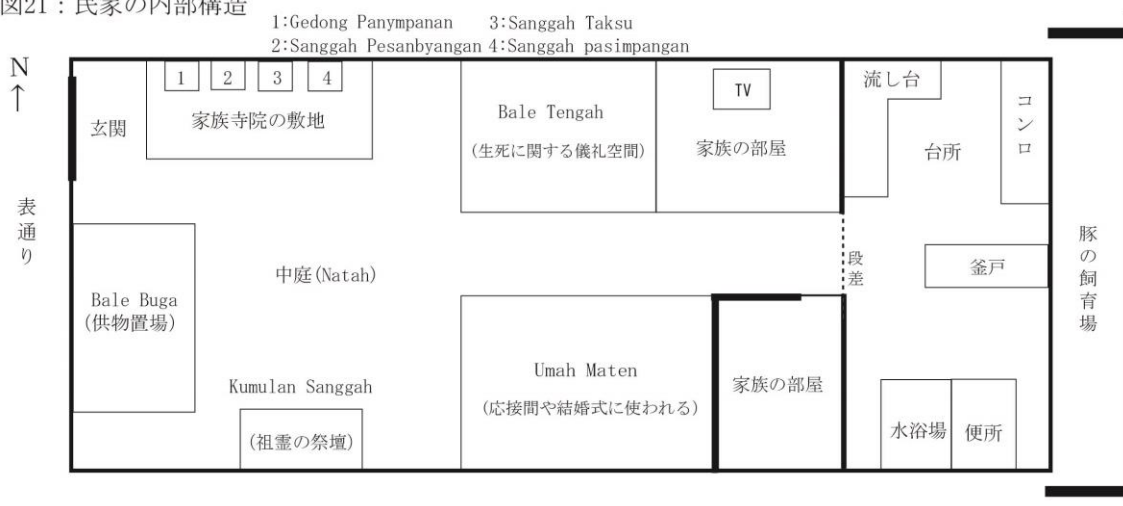 図21：民家の内部構造
1:Gedong Panympanan 3:Sanggah Taksu
2:Sanggah Pesanbyangan 4:Sanggah pasimpangan
N
↑
玄関
1 2 3 4
家族寺院の敷地
Bale Tengah
(生死に関する儀礼空間)
TV
家族の部屋
流し台
コンロ
台所
表通り
中庭(Natah)
段差
釜戸
豚の飼育場
Bale Buga
(供物置場)
Kumulan Sanggah
(祖霊の祭壇)
Umah Maten
(応接間や結婚式に使われる)
家族の部屋
水浴場
便所